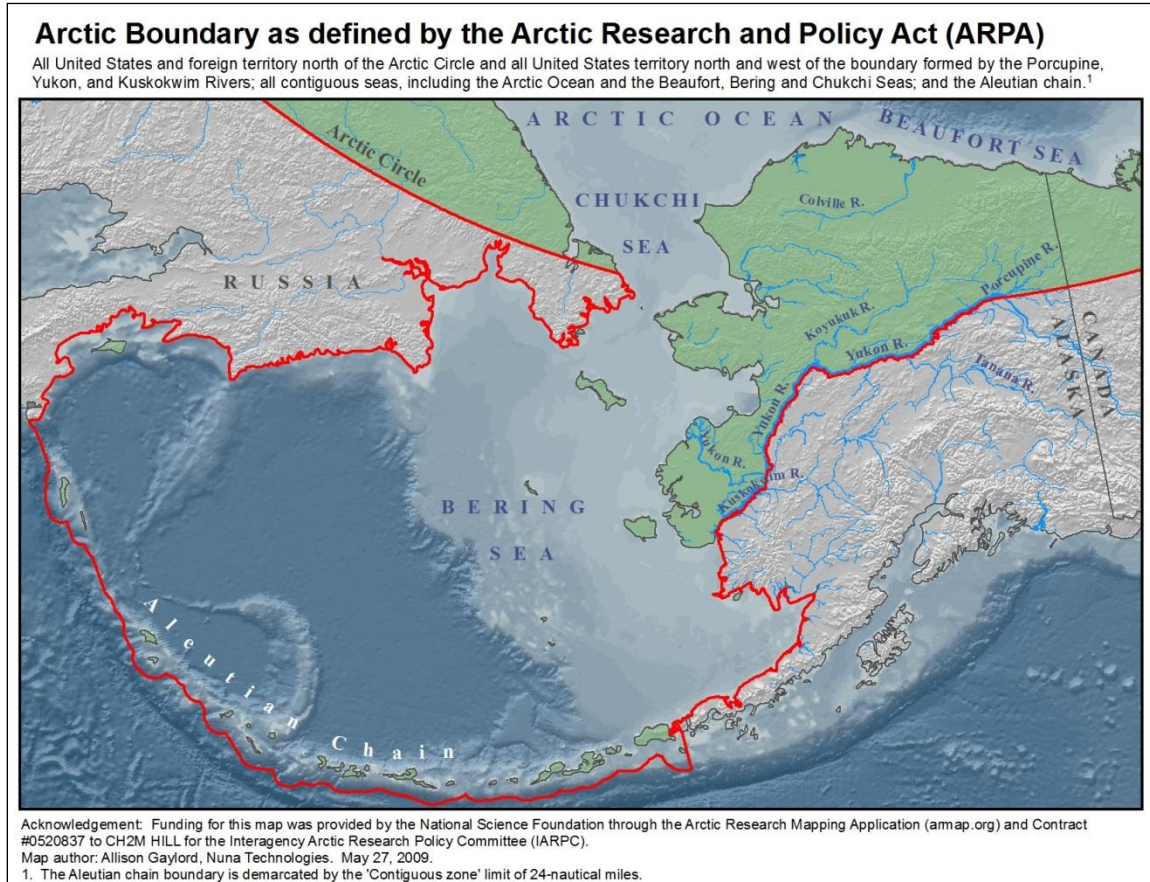 Arctic Boundary as defined by the Arctic Research and Policy Act (ARPA)
All United States and foreign territory north of the Arctic Circle and all United States territory north and west of the boundary formed by the Porcupine,
Yukon, and Kuskokwim Rivers; all contiguous seas, including the Arctic Ocean and the Beaufort, Bering and Chukchi Seas; and the Aleutian chain.¹
ARCTIC OCEAN
BEAUFORT SEA
Arctic Circle
CHUKCHI
SEA
Colville R.
RUSSIA
Porcupine R.
Koyukuk R.
Yukon R.
CANADA
ALASKA
Tanana R.
Yukon R.
Yukon R.
Kuskokwim R.
BERING
SEA
Aleutian
Chain
Acknowledgement: Funding for this map was provided by the National Science Foundation through the Arctic Research Mapping Application (armap.org) and Contract
#0520837 to CH2M HILL for the Interagency Arctic Research Policy Committee (IARPC).
Map author: Allison Gaylord, Nuna Technologies. May 27, 2009.
1. The Aleutian chain boundary is demarcated by the 'Contiguous zone' limit of 24-nautical miles.